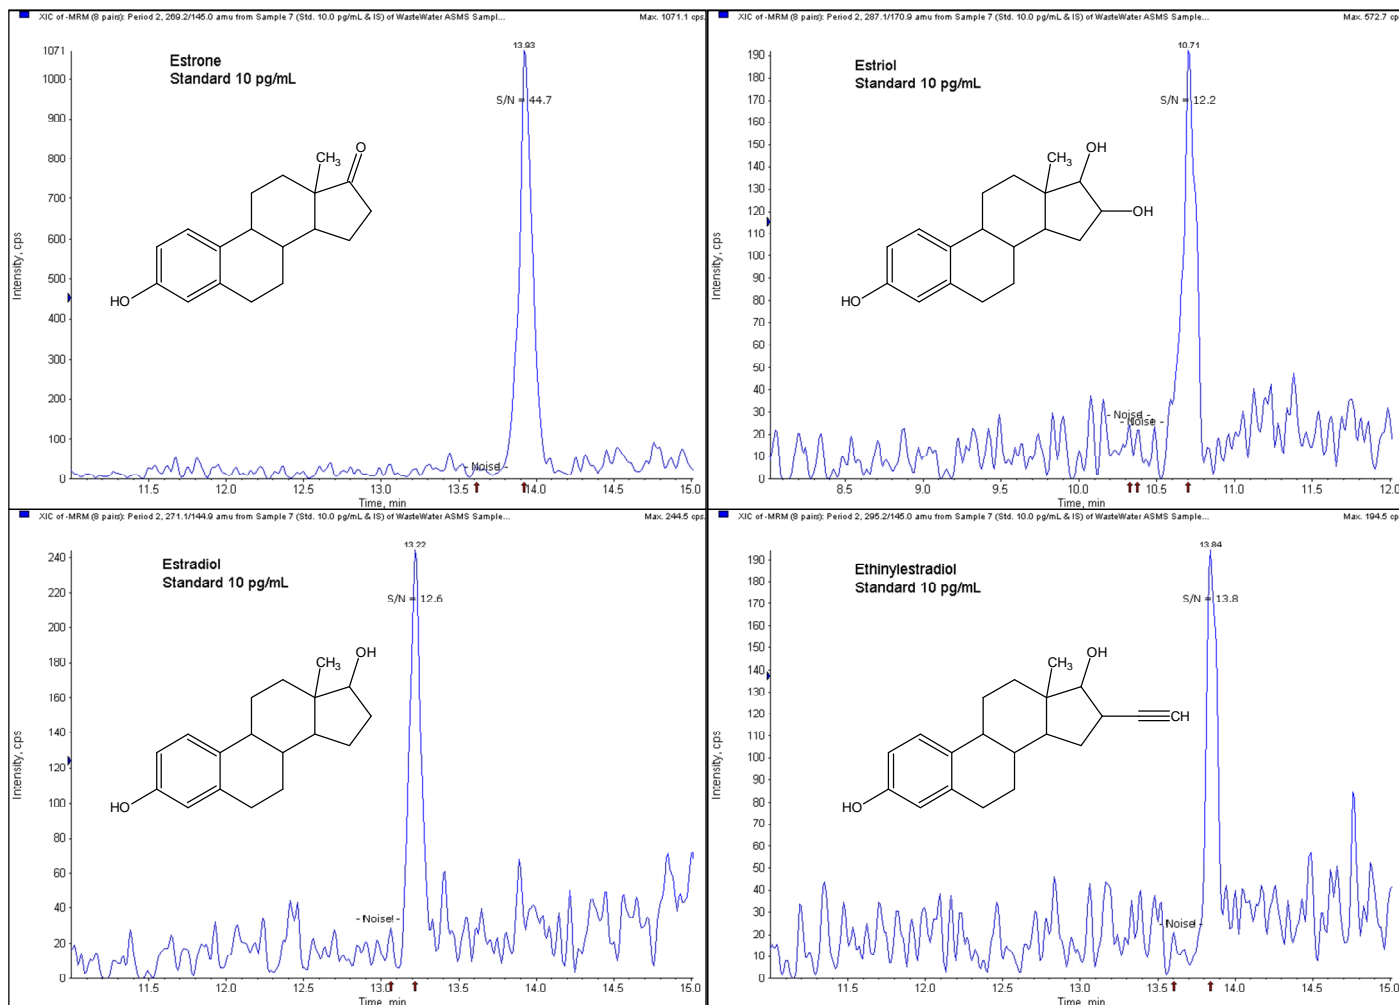 XIC of -MRM (8 pairs): Period 2, 269.2/145.0 amu from Sample 7 (Std. 10.0 pg/mL & IS) of WasteWater ASMS Sampl... Max. 1071.1 cps.
13.93
1071
Estrone
Standard 10 pg/mL
1000
S/N = 44.7
900
800
700
600
500
400
300
200
100
0
Intensity, cps
CH3
O
HO
- Noise -
11.5 12.0 12.5 13.0 13.5 14.0 14.5 15.0
Time, min
XIC of -MRM (8 pairs): Period 2, 287.1/170.9 amu from Sample 7 (Std. 10.0 pg/mL & IS) of WasteWater ASMS Sampl... Max. 572.7 cp
10.71
Estriol
Standard 10 pg/mL
S/N = 12.2
190
180
170
160
150
140
130
120
110
100
90
80
70
60
50
40
30
20
10
0
Intensity, cps
CH3
OH
OH
HO
- Noise -
- Noise -
8.5 9.0 9.5 10.0 10.5 11.0 11.5 12.0
Time, min
XIC of -MRM (8 pairs): Period 2, 271.1/144.9 amu from Sample 7 (Std. 10.0 pg/mL & IS) of WasteWater ASMS Sample... Max. 244.5 cps.
13.22
Estradiol
Standard 10 pg/mL
S/N = 12.6
240
220
200
180
160
140
120
100
80
60
40
20
0
Intensity, cps
CH3
OH
HO
- Noise -
11.5 12.0 12.5 13.0 13.5 14.0 14.5 15.0
Time, min
XIC of -MRM (8 pairs): Period 2, 295.2/145.0 amu from Sample 7 (Std. 10.0 pg/mL & IS) of WasteWater ASMS Sample... Max. 194.5 cps
13.84
Ethinylestradiol
Standard 10 pg/mL
S/N = 13.8
190
180
170
160
150
140
130
120
110
100
90
80
70
60
50
40
30
20
10
0
Intensity, cps
CH3
OH
CH
HO
- Noise -
11.5 12.0 12.5 13.0 13.5 14.0 14.5 15.0
Time, min